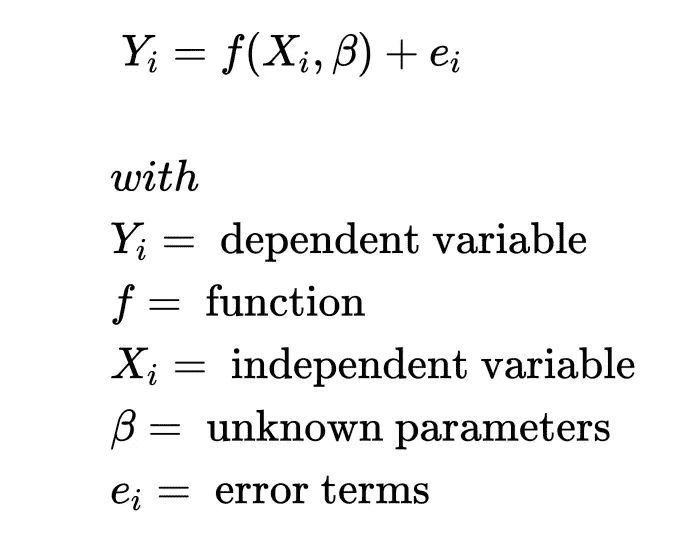 Yᵢ = f(Xᵢ, β) + eᵢ
with
Yᵢ = dependent variable
f = function
Xᵢ = independent variable
β = unknown parameters
eᵢ = error terms